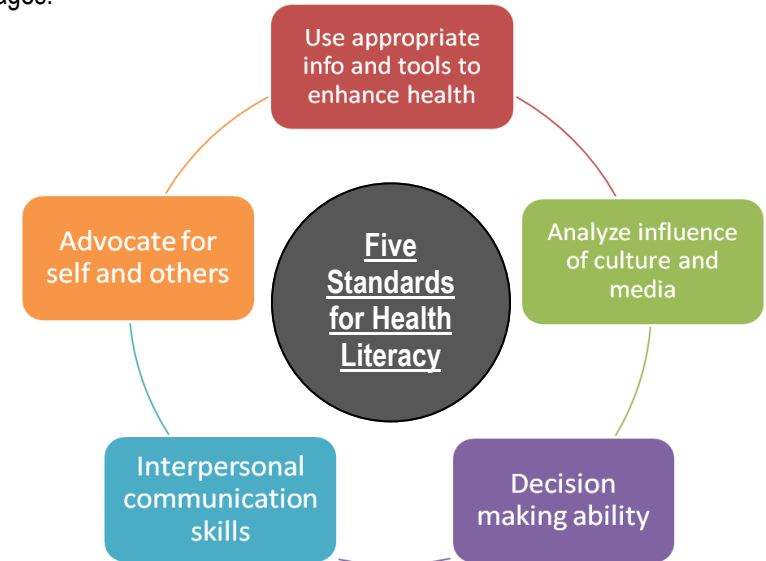 Use appropriate
info and tools to
enhance health
Analyze influence
of culture and
media
Decision
making ability
Interpersonal
communication
skills
Advocate for
self and others
Five
Standards
for Health
Literacy